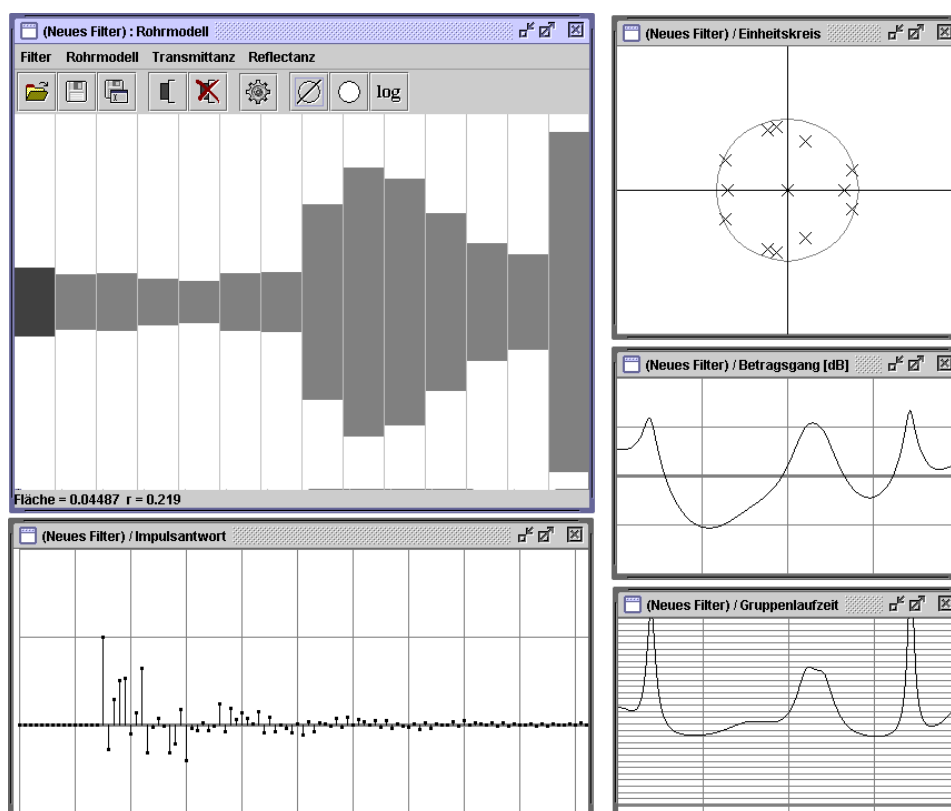 (Neues Filter) : Rohrmodell
Filter Rohrmodell Transmittanz Reflectanz
log
Fläche = 0.04487 r = 0.219
(Neues Filter) / Impulsantwort
(Neues Filter) / Einheitskreis
(Neues Filter) / Betragsgang [dB]
(Neues Filter) / Gruppenlaufzeit